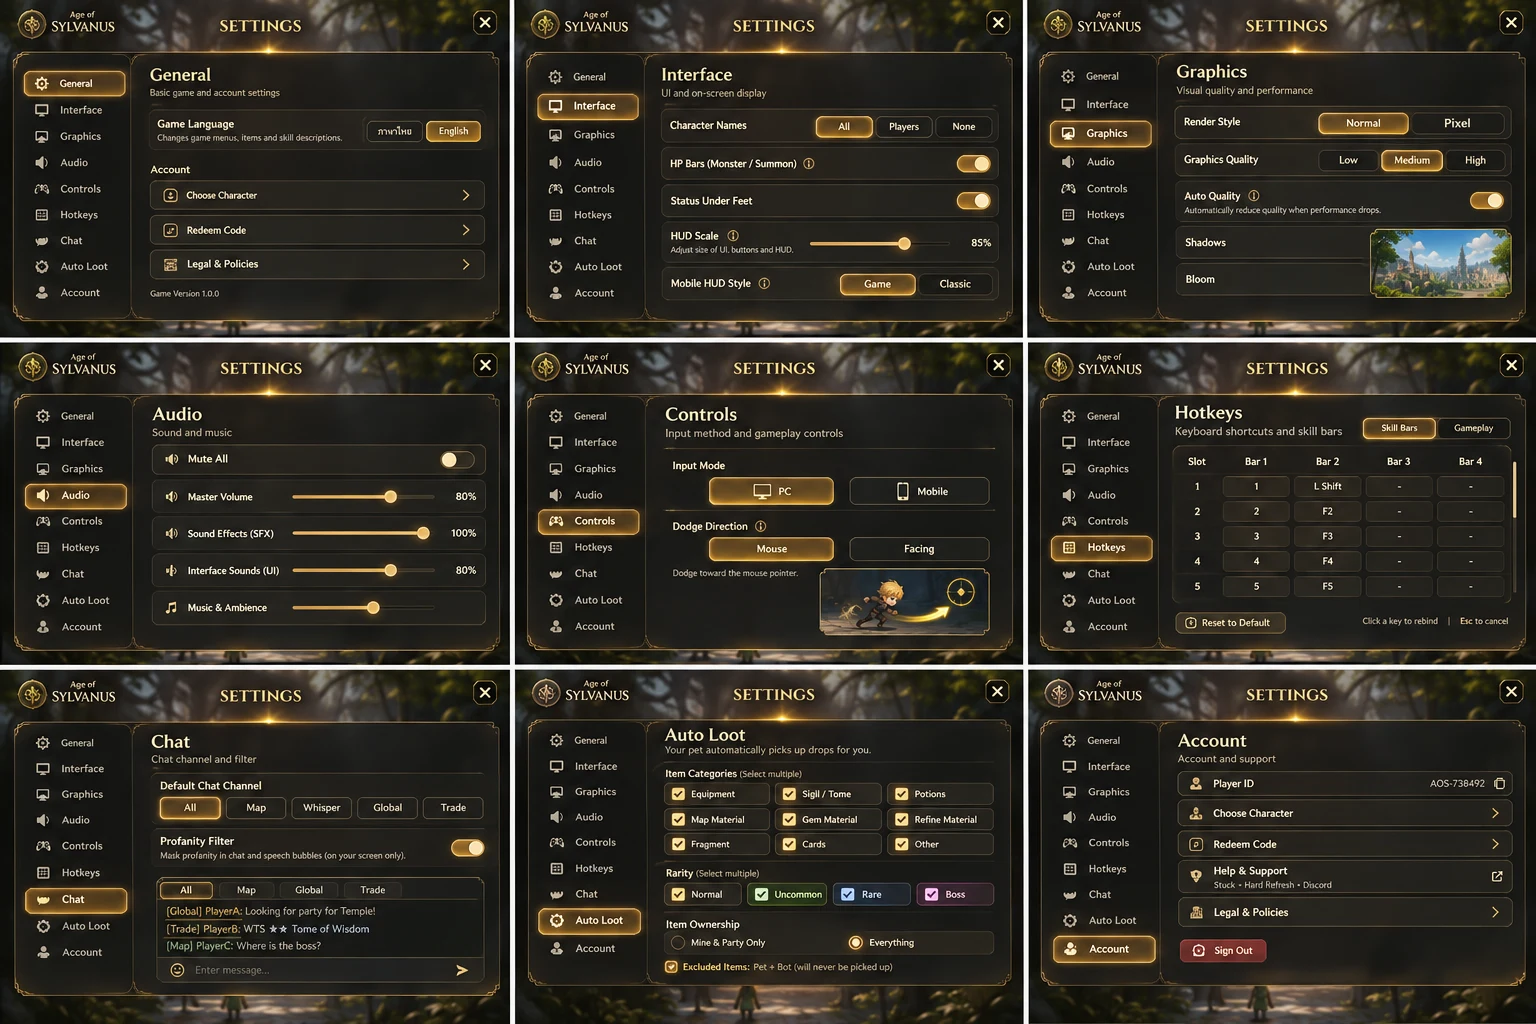 Age of
SYLVANUS
SETTINGS
General
Interface
Graphics
Audio
Controls
Hotkeys
Chat
Auto Loot
Account
General
Basic game and account settings
Game Language
Changes game menus, items and skill descriptions.
ภาษาไทย
English
Account
Choose Character
Redeem Code
Legal & Policies
Game Version 1.0.0
Age of
SYLVANUS
SETTINGS
General
Interface
Graphics
Audio
Controls
Hotkeys
Chat
Auto Loot
Account
Interface
UI and on-screen display
Character Names
All
Players
None
HP Bars (Monster / Summon)
Status Under Feet
HUD Scale
Adjust size of UI, buttons and HUD.
85%
Mobile HUD Style
Game
Classic
Age of
SYLVANUS
SETTINGS
General
Interface
Graphics
Audio
Controls
Hotkeys
Chat
Auto Loot
Account
Graphics
Visual quality and performance
Render Style
Normal
Pixel
Graphics Quality
Low
Medium
High
Auto Quality
Automatically reduce quality when performance drops.
Shadows
Bloom
Age of
SYLVANUS
SETTINGS
General
Interface
Graphics
Audio
Controls
Hotkeys
Chat
Auto Loot
Account
Audio
Sound and music
Mute All
Master Volume
80%
Sound Effects (SFX)
100%
Interface Sounds (UI)
80%
Music & Ambience
Age of
SYLVANUS
SETTINGS
General
Interface
Graphics
Audio
Controls
Hotkeys
Chat
Auto Loot
Account
Controls
Input method and gameplay controls
Input Mode
PC
Mobile
Dodge Direction
Mouse
Facing
Dodge toward the mouse pointer.
Age of
SYLVANUS
SETTINGS
General
Interface
Graphics
Audio
Controls
Hotkeys
Chat
Auto Loot
Account
Hotkeys
Keyboard shortcuts and skill bars
Skill Bars
Gameplay
Slot Bar 1 Bar 2 Bar 3 Bar 4
1 1 L Shift - -
2 2 F2 - -
3 3 F3 - -
4 4 F4 - -
5 5 F5 - -
Reset to Default
Click a key to rebind | Esc to cancel
Age of
SYLVANUS
SETTINGS
General
Interface
Graphics
Audio
Controls
Hotkeys
Chat
Auto Loot
Account
Chat
Chat channel and filter
Default Chat Channel
All
Map
Whisper
Global
Trade
Profanity Filter
Mask profanity in chat and speech bubbles (on your screen only).
All
Map
Global
Trade
[Global] PlayerA: Looking for party for Temple!
[Trade] PlayerB: WTS ★★ Tome of Wisdom
[Map] PlayerC: Where is the boss?
Enter message...
Age of
SYLVANUS
SETTINGS
General
Interface
Graphics
Audio
Controls
Hotkeys
Chat
Auto Loot
Account
Auto Loot
Your pet automatically picks up drops for you.
Item Categories (Select multiple)
Equipment
Sigil / Tome
Potions
Map Material
Gem Material
Refine Material
Fragment
Cards
Other
Rarity (Select multiple)
Normal
Uncommon
Rare
Boss
Item Ownership
Mine & Party Only
Everything
Excluded Items: Pet + Bot (will never be picked up)
Age of
SYLVANUS
SETTINGS
General
Interface
Graphics
Audio
Controls
Hotkeys
Chat
Auto Loot
Account
Account
Account and support
Player ID
AOS-738492
Choose Character
Redeem Code
Help & Support
Stuck • Hard Refresh • Discord
Legal & Policies
Sign Out